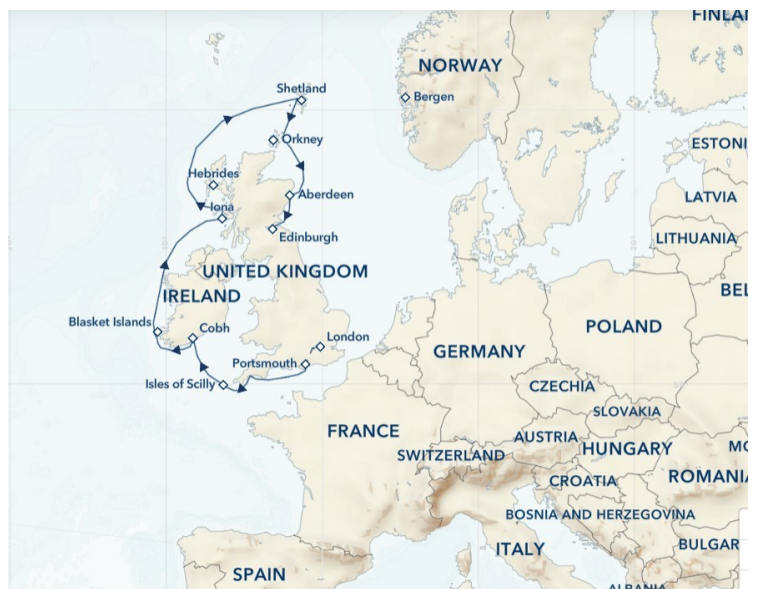 FINLA
NORWAY
Shetland
Bergen
Orkney
ESTONI
Hebrides
Aberdeen
LATVIA
Iona
Edinburgh
LITHUANIA
UNITED KINGDOM
IRELAND
BEL
Blasket Islands
Cobh
London
POLAND
Portsmouth
GERMANY
Isles of Scilly
CZECHIA
SLOVAKIA
FRANCE
AUSTRIA
HUNGARY
MO
SWITZERLAND
CROATIA
ROMANIA
BOSNIA AND HERZEGOVINA
ITALY
BULGAR
SPAIN
ALBANIA